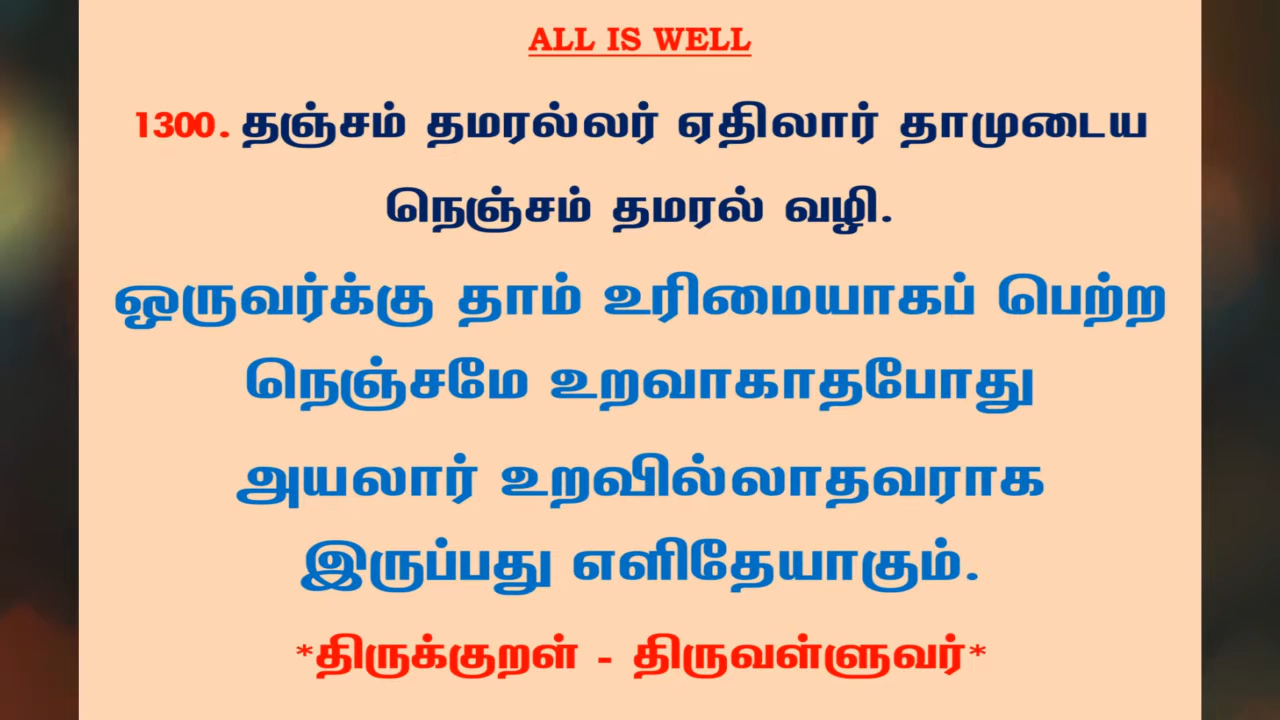 ALL IS WELL
1300. தஞ்சம் தமரல்லர் ஏதிலார் தாமுடைய
நெஞ்சம் தமரல் வழி.
ஒருவர்க்கு தாம் உரிமையாகப் பெற்ற
நெஞ்சமே உறவாகாதபோது
அயலார் உறவில்லாதவராக
இருப்பது எளிதேயாகும்.
*திருக்குறள் - திருவள்ளுவர்*